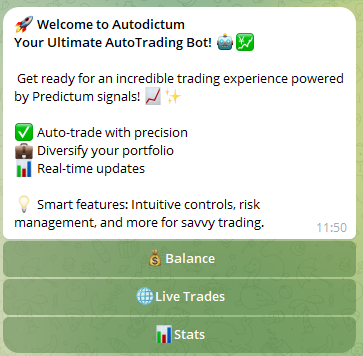 🚀 Welcome to Autodictum
Your Ultimate AutoTrading Bot! 🤖💹
Get ready for an incredible trading experience powered
by Predictum signals! 📈 ✨
✅ Auto-trade with precision
💼 Diversify your portfolio
📊 Real-time updates
💡 Smart features: Intuitive controls, risk
management, and more for savvy trading.
11:50
💰 Balance
🌐 Live Trades
📊 Stats